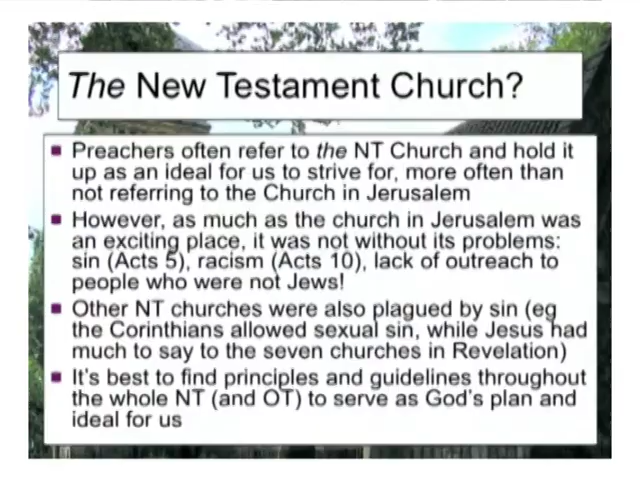 The New Testament Church?
Preachers often refer to the NT Church and hold it
up as an ideal for us to strive for, more often than
not referring to the Church in Jerusalem
However, as much as the church in Jerusalem was
an exciting place, it was not without its problems:
sin (Acts 5), racism (Acts 10), lack of outreach to
people who were not Jews!
Other NT churches were also plagued by sin (eg
the Corinthians allowed sexual sin, while Jesus had
much to say to the seven churches in Revelation)
It's best to find principles and guidelines throughout
the whole NT (and OT) to serve as God's plan and
ideal for us